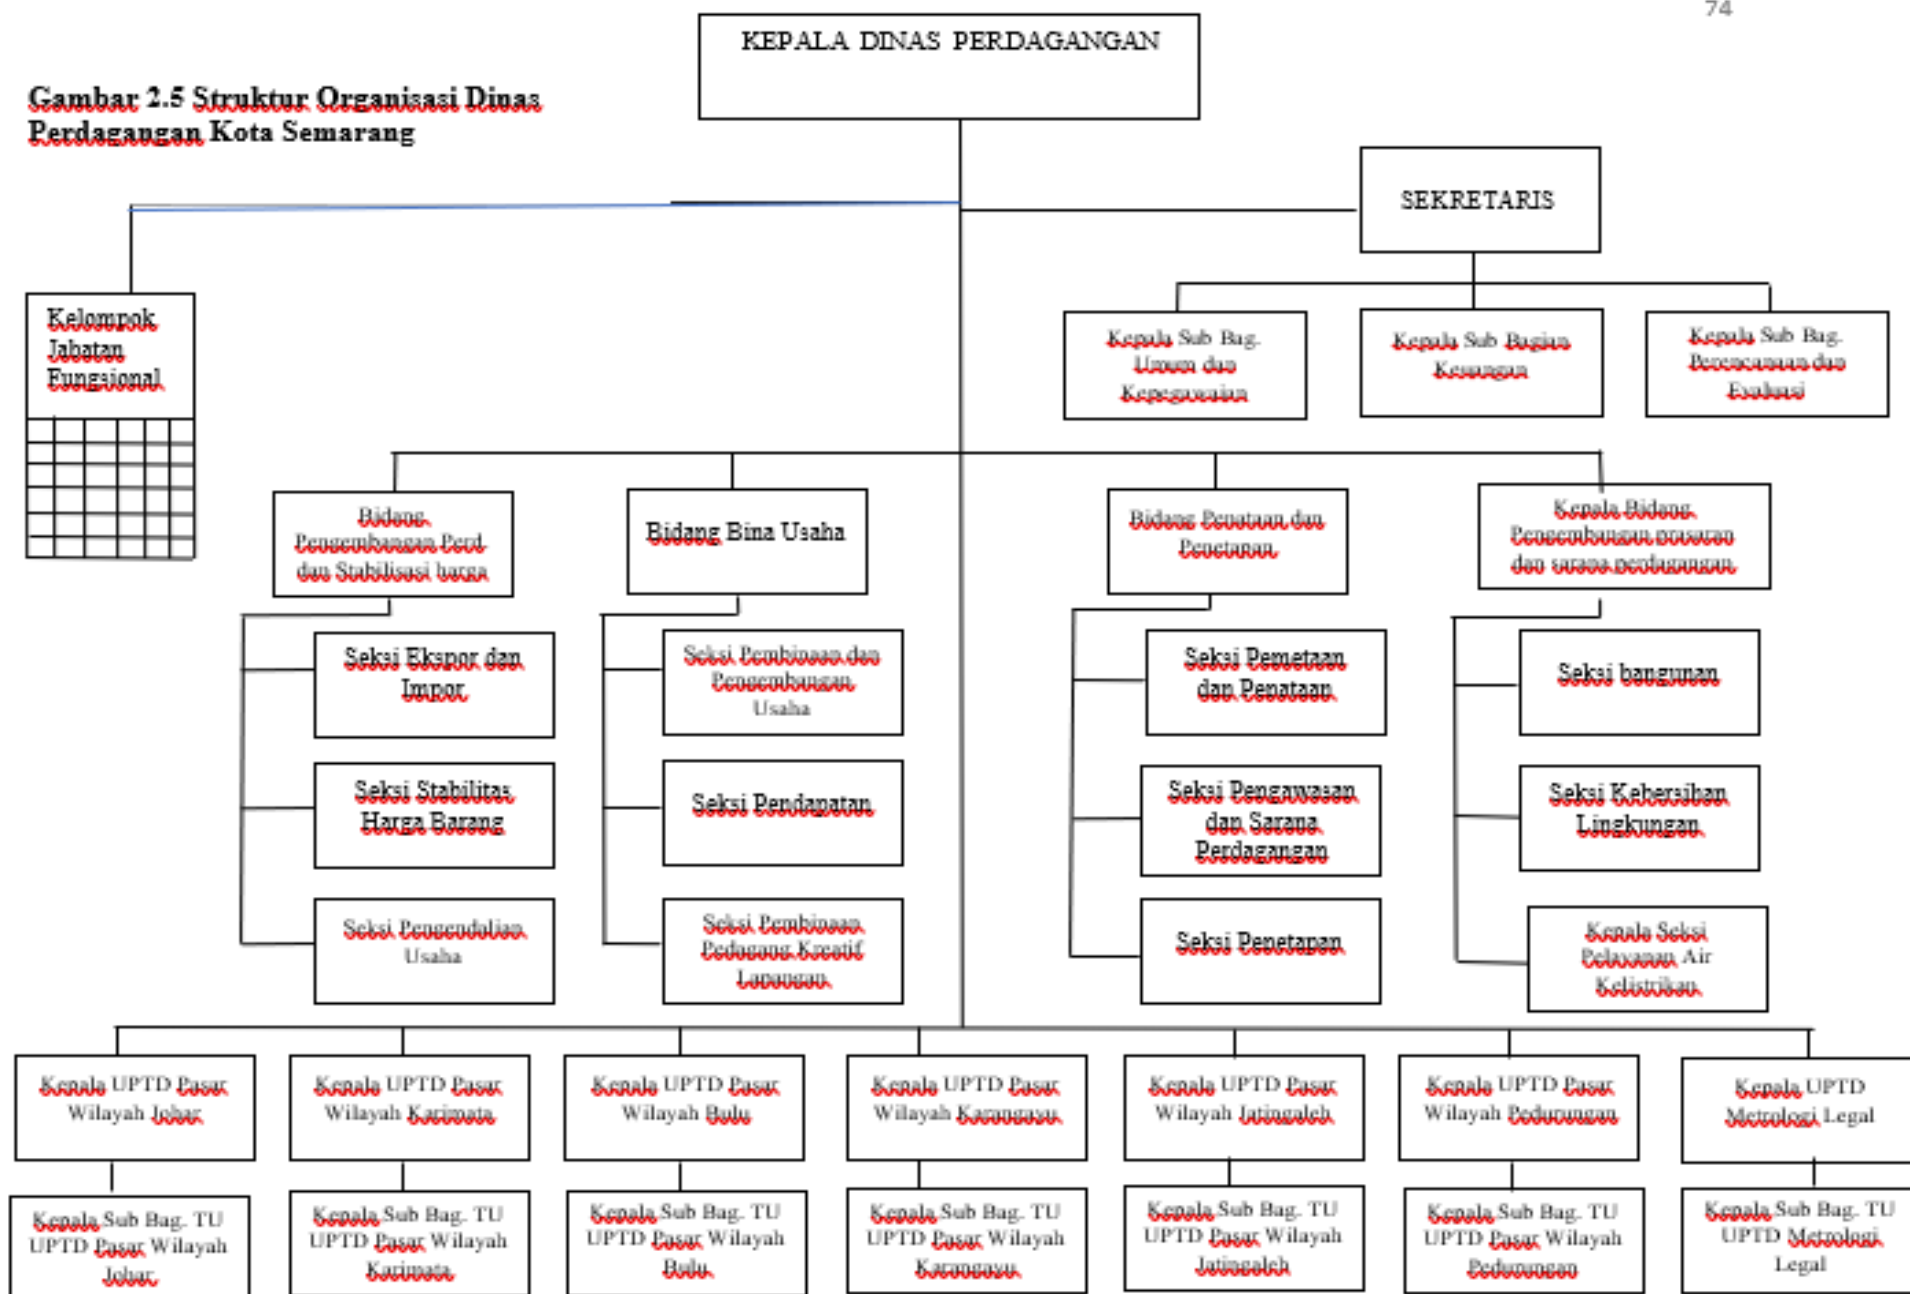 74
KEPALA DINAS PERDAGANGAN
Gambar 2.5 Struktur Organisasi Dinas
Perdagangan Kota Semarang
SEKRETARIS
Kelompok
Jabatan
Fungsional
Kepala Sub Bag.
Umum dan
Kepegawaian
Kepala Sub Bagian
Keuangan
Kepala Sub Bag.
Perencanaan dan
Evaluasi
Bidang
Pengembangan Perd.
dan Stabilisasi harga
Bidang Bina Usaha
Bidang Penataan dan
Penetapan
Kepala Bidang
Pengembangan prasaran
dan sarana perdagangan
Seksi Ekspor dan
Impor
Seksi Pembinaan dan
Pengembangan
Usaha
Seksi Pemetaan
dan Penataan
Seksi bangunan
Seksi Stabilitas
Harga Barang
Seksi Pendapatan
Seksi Pengawasan
dan Sarana
Perdagangan
Seksi Kebersihan
Lingkungan
Seksi Pengendalian
Usaha
Seksi Pembinaan
Pedagang Kreatif
Lapangan
Seksi Penetapan
Kepala Seksi
Pelayanan Air
Kelistrikan
Kepala UPTD Pasar
Wilayah Johar
Kepala UPTD Pasar
Wilayah Karimata
Kepala UPTD Pasar
Wilayah Bulu
Kepala UPTD Pasar
Wilayah Karangayu
Kepala UPTD Pasar
Wilayah Jatingaleh
Kepala UPTD Pasar
Wilayah Pedurungan
Kepala UPTD
Metrologi Legal
Kepala Sub Bag. TU
UPTD Pasar Wilayah
Johar
Kepala Sub Bag. TU
UPTD Pasar Wilayah
Karimata
Kepala Sub Bag. TU
UPTD Pasar Wilayah
Bulu
Kepala Sub Bag. TU
UPTD Pasar Wilayah
Karangayu
Kepala Sub Bag. TU
UPTD Pasar Wilayah
Jatingaleh
Kepala Sub Bag. TU
UPTD Pasar Wilayah
Pedurungan
Kepala Sub Bag. TU
UPTD Metrologi
Legal